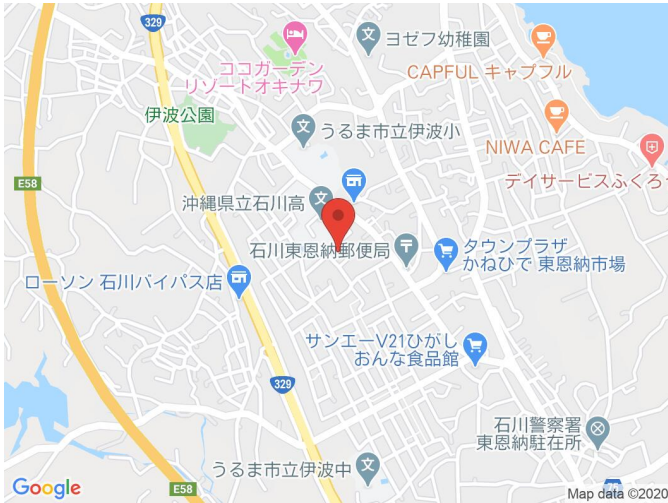 329
ヨゼフ幼稚園
ココガーデン
リゾートオキナワ
CAPFUL キャプフル
伊波公園
うるま市立伊波小
NIWA CAFE
デイサービスふくろ
E58
沖縄県立石川高
石川東恩納郵便局
タウンプラザ
かねひで 東恩納市場
ローソン 石川バイパス店
サンエーV21ひがし
おんな食品館
329
石川警察署
東恩納駐在所
うるま市立伊波中
E58
Google
Map data ©2020